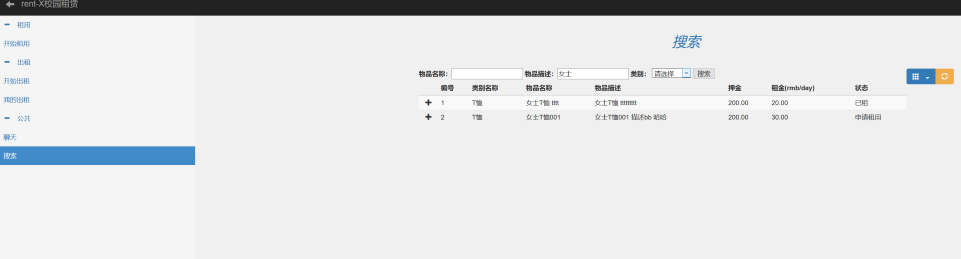 rent-X校园租赁
租用
开始租用
出租
开始出租
我的出租
公共
聊天
搜索
搜索
物品名称: 物品描述: 女士 类别: 请选择 搜索
编号 类别名称 物品名称 物品描述 押金 租金(rmb/day) 状态
1 T恤 女士T恤 tttt 女士T恤 ttttttttt 200.00 20.00 已租
2 T恤 女士T恤001 女士T恤001 描述bb 哈哈 200.00 30.00 申请租用